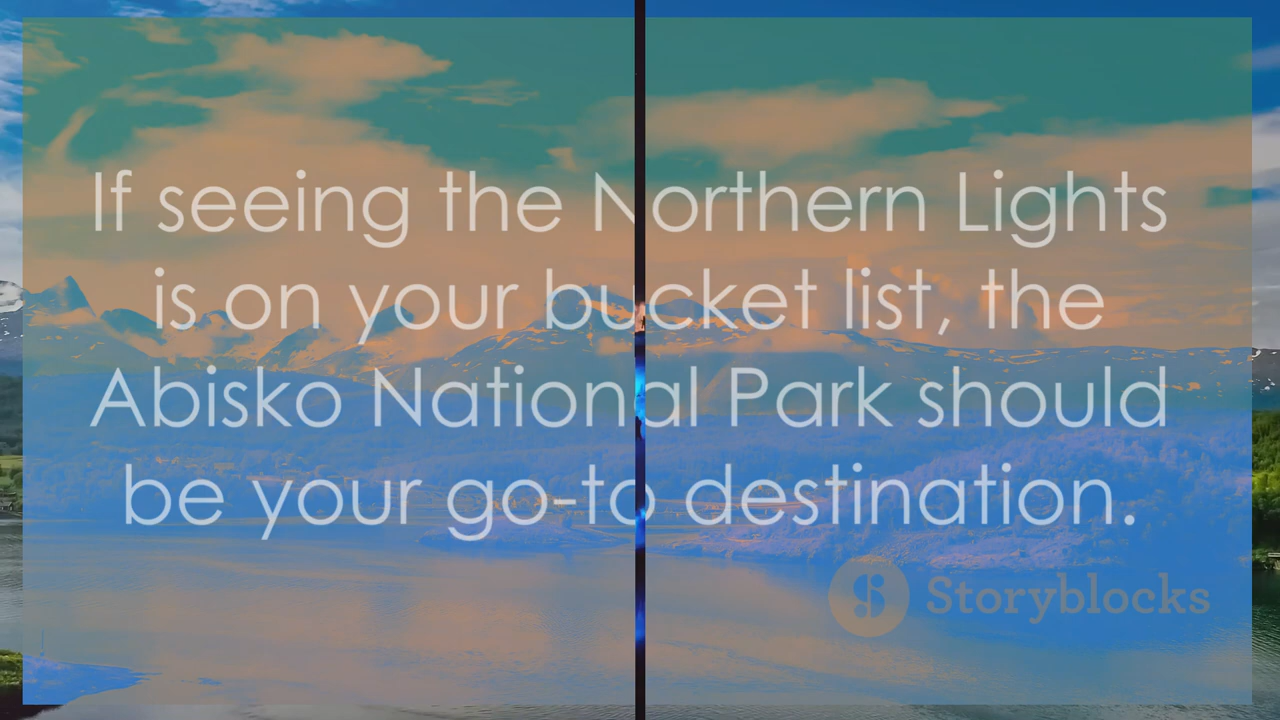 If seeing the Northern Lights
is on your bucket list, the
Abisko National Park should
be your go-to destination.
Storyblocks